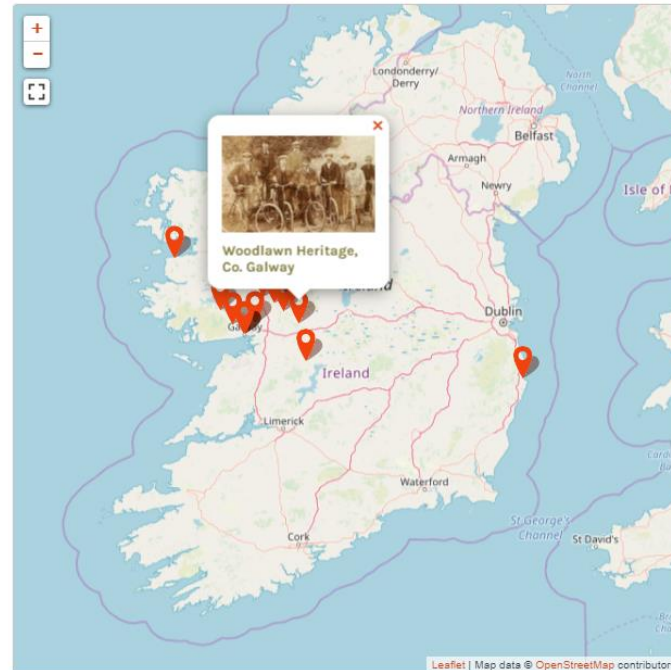 +
−
Londonderry/
Derry
North
Channel
Northern Ireland
Belfast
×
Armagh
Newry
Isle of
Woodlawn Heritage,
Co. Galway
Dublin
Ireland
Limerick
Waterford
St George's
Channel
St David's
Cork
Leaflet | Map data © OpenStreetMap contributor